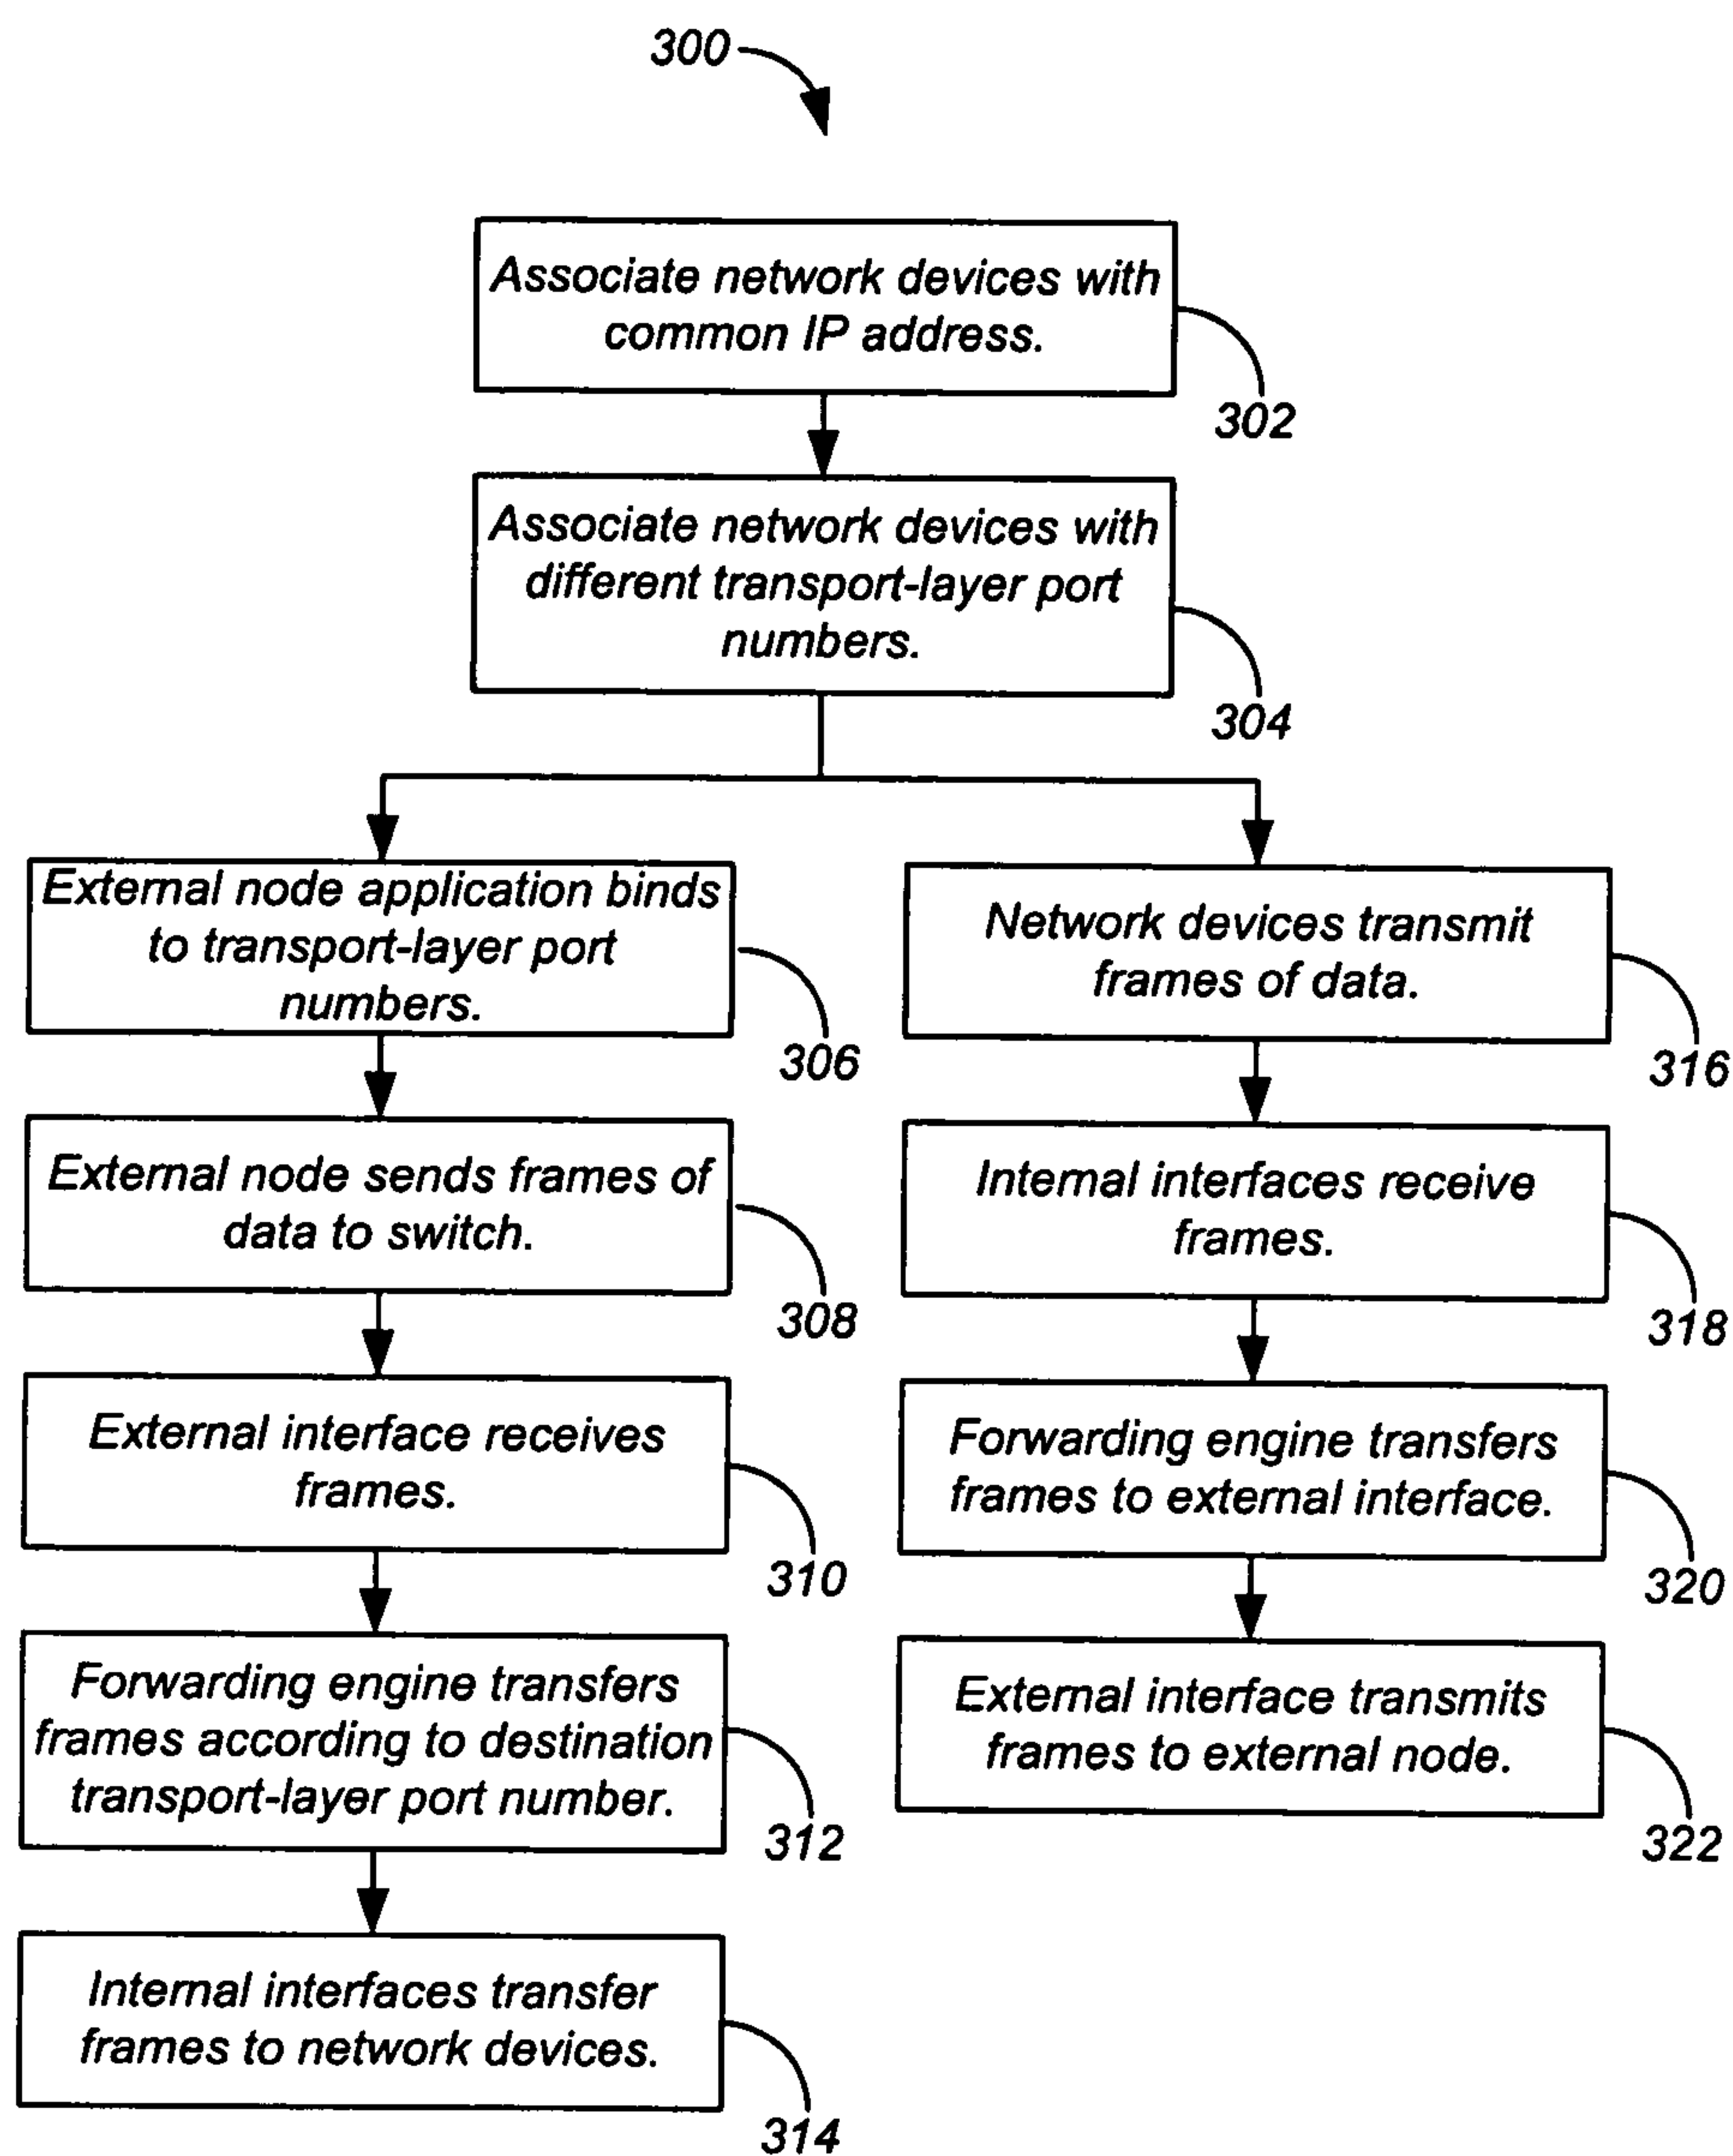 300
Associate network devices with
common IP address.
302
Associate network devices with
different transport-layer port
numbers.
304
External node application binds
to transport-layer port
numbers.
306
External node sends frames of
data to switch.
308
External interface receives
frames.
310
Forwarding engine transfers
frames according to destination
transport-layer port number.
312
Internal interfaces transfer
frames to network devices.
314
Network devices transmit
frames of data.
316
Internal interfaces receive
frames.
318
Forwarding engine transfers
frames to external interface.
320
External interface transmits
frames to external node.
322